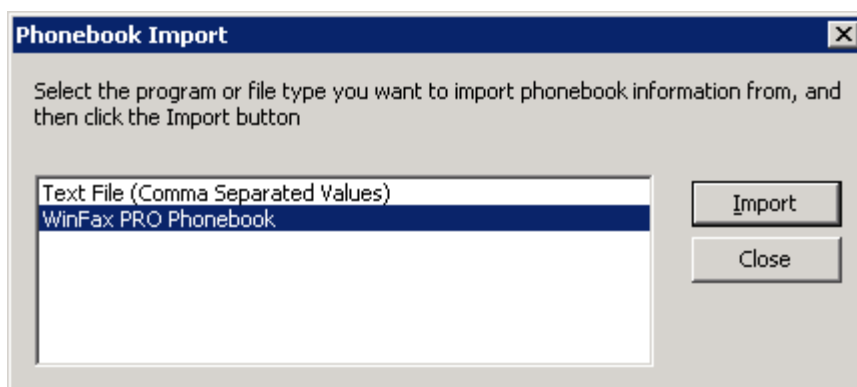 Phonebook Import
Select the program or file type you want to import phonebook information from, and
then click the Import button
Text File (Comma Separated Values)
WinFax PRO Phonebook
Import
Close